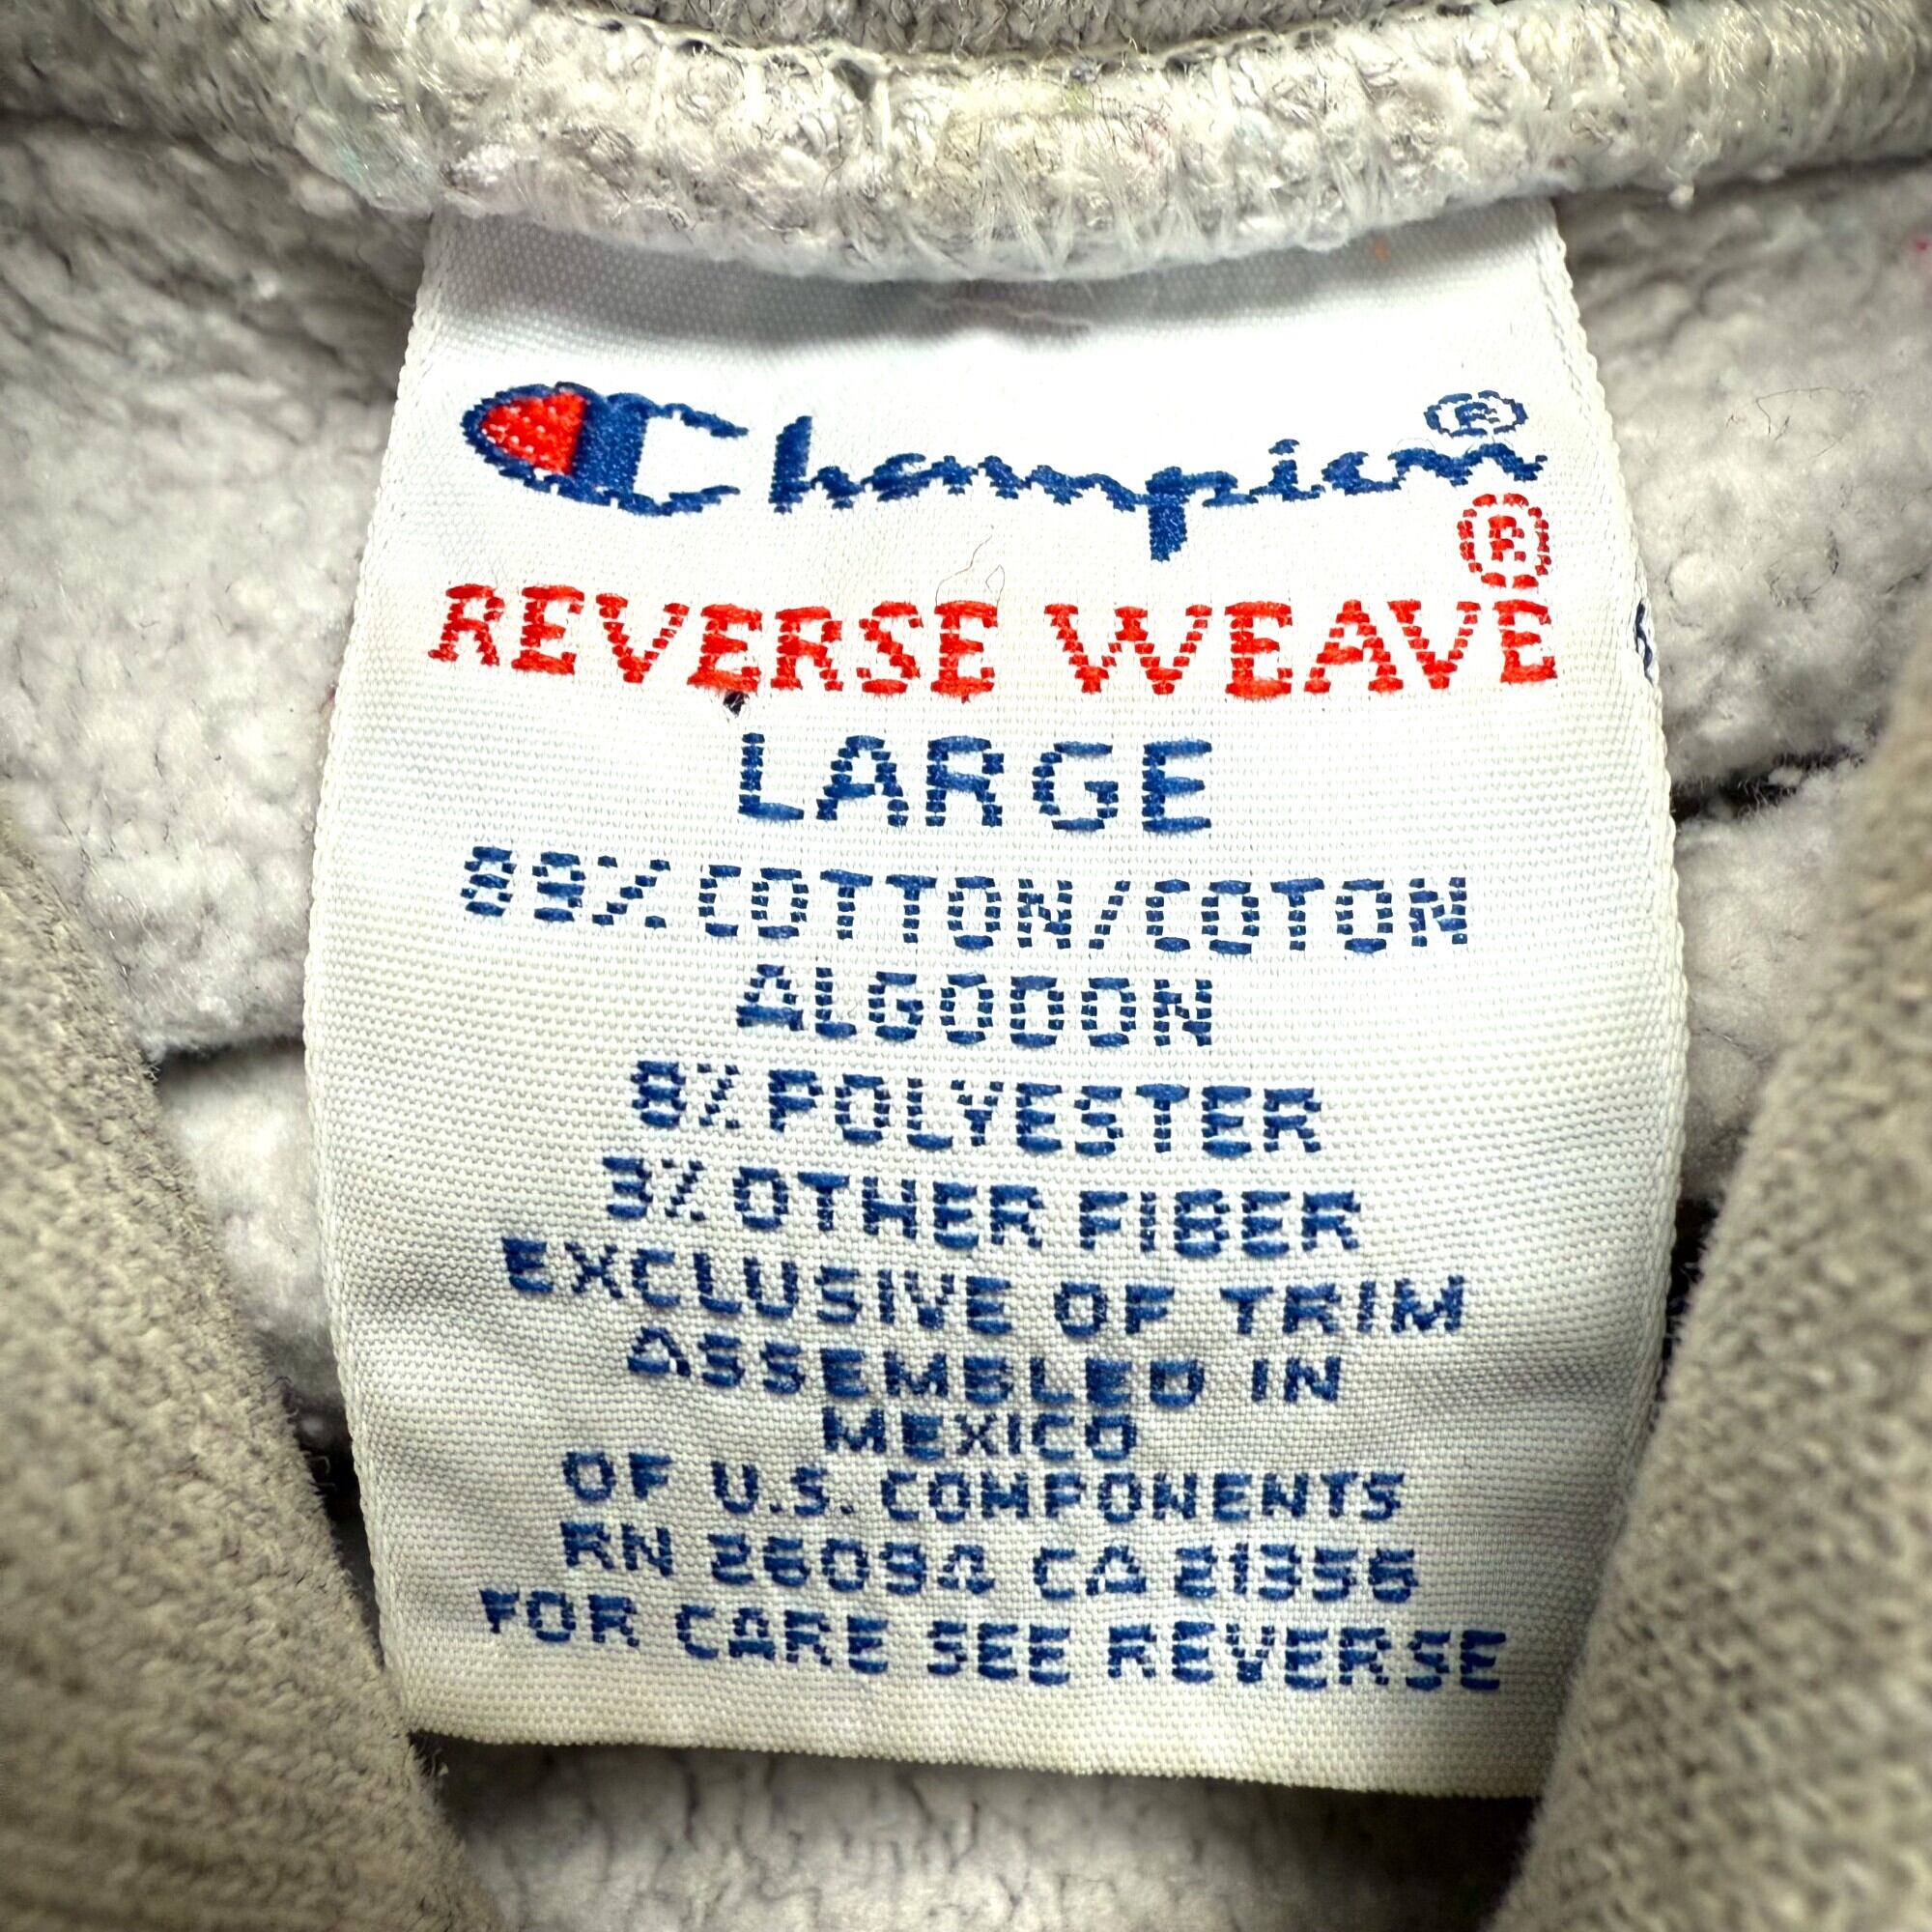 Champion®
REVERSE WEAVE®
LARGE
89% COTTON/COTON
ALGODON
8% POLYESTER
3% OTHER FIBER
EXCLUSIVE OF TRIM
ASSEMBLED IN
MEXICO
OF U.S. COMPONENTS
RN 26094 CA 21356
FOR CARE SEE REVERSE